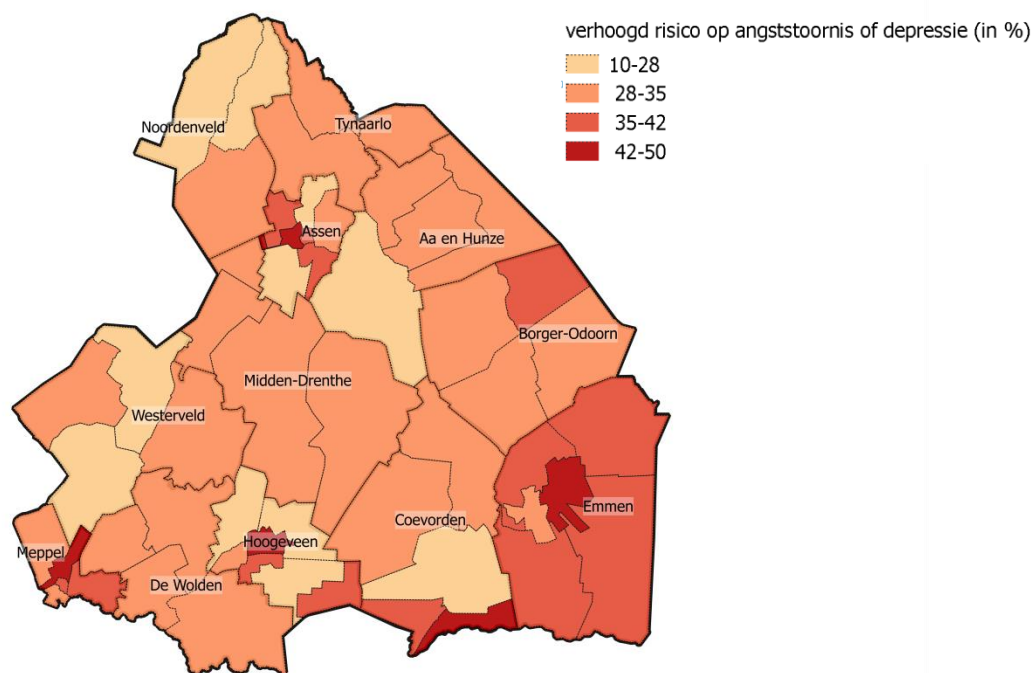 verhoogd risico op angststoornis of depressie (in %)
10-28
28-35
35-42
42-50
Noordenveld
Tynaarlo
Assen
Aa en Hunze
Borger-Odoorn
Midden-Drenthe
Westerveld
Emmen
Coevorden
Hoogeveen
Meppel
De Wolden